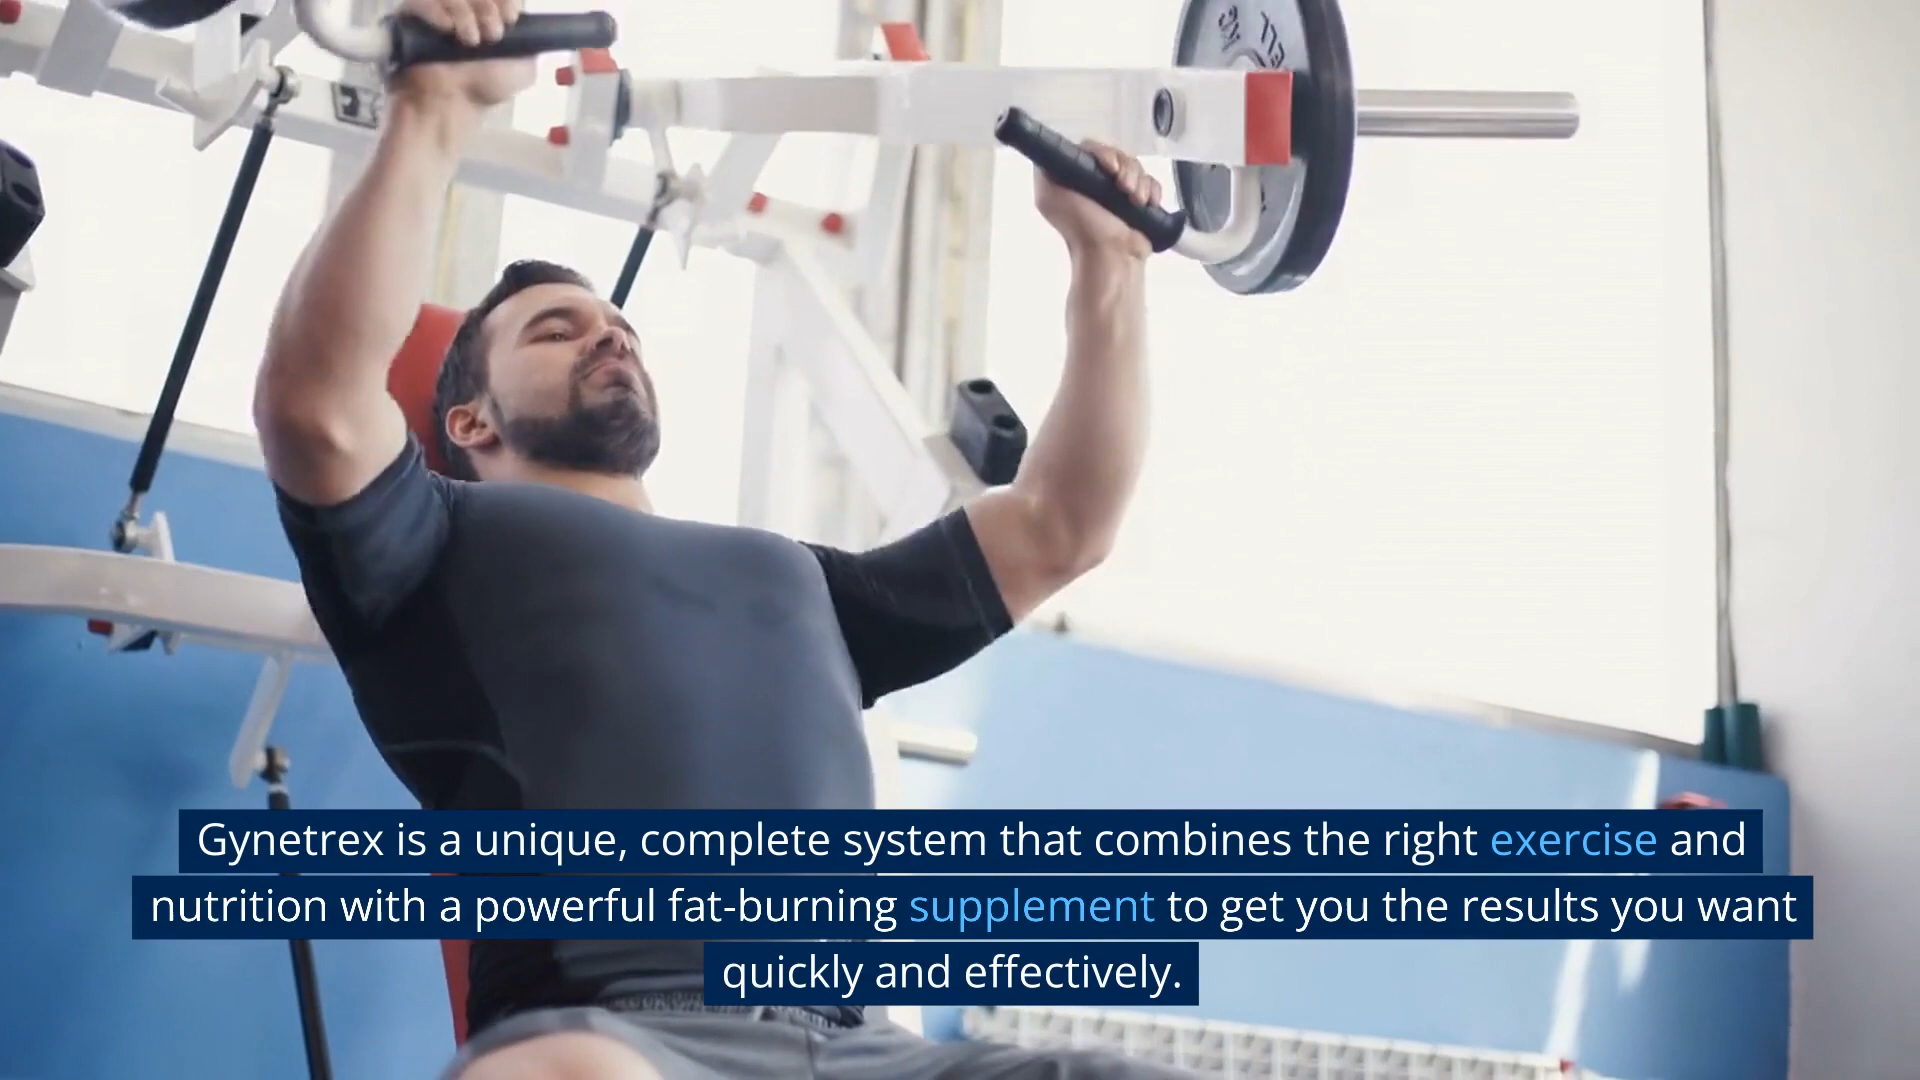 Gynetrex is a unique, complete system that combines the right exercise and
nutrition with a powerful fat-burning supplement to get you the results you want
quickly and effectively.